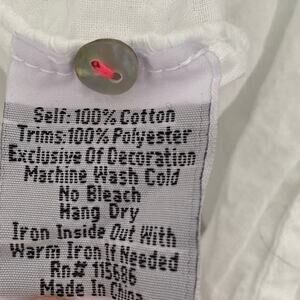 Self: 100% Cotton
Trims:100% Polyester
Exclusive Of Decoration
Machine Wash Cold
No Bleach
Hang Dry
Iron Inside Out With
Warm Iron If Needed
Rn# 115686
Made In China